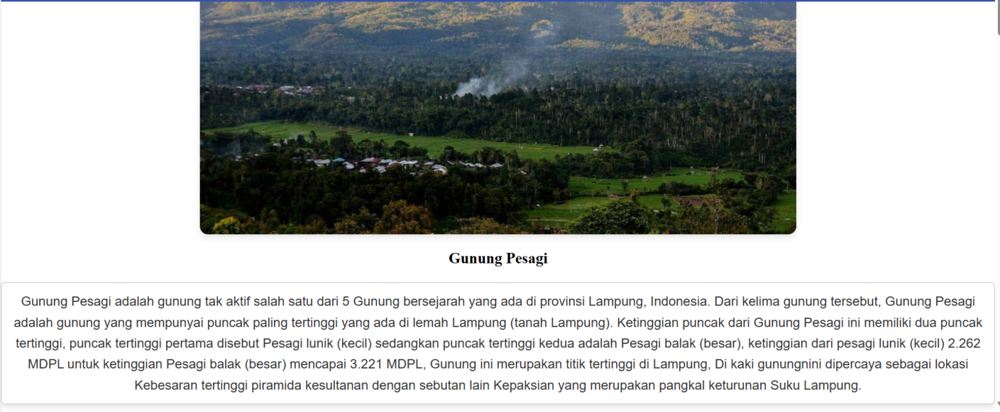 Gunung Pesagi
Gunung Pesagi adalah gunung tak aktif salah satu dari 5 Gunung bersejarah yang ada di provinsi Lampung, Indonesia. Dari kelima gunung tersebut, Gunung Pesagi
adalah gunung yang mempunyai puncak paling tertinggi yang ada di lemah Lampung (tanah Lampung). Ketinggian puncak dari Gunung Pesagi ini memiliki dua puncak
tertinggi, puncak tertinggi pertama disebut Pesagi lunik (kecil) sedangkan puncak tertinggi kedua adalah Pesagi balak (besar), ketinggian dari pesagi lunik (kecil) 2.262
MDPL untuk ketinggian Pesagi balak (besar) mencapai 3.221 MDPL, Gunung ini merupakan titik tertinggi di Lampung, Di kaki gunungnini dipercaya sebagai lokasi
Kebesaran tertinggi piramida kesultanan dengan sebutan lain Kepaksian yang merupakan pangkal keturunan Suku Lampung.